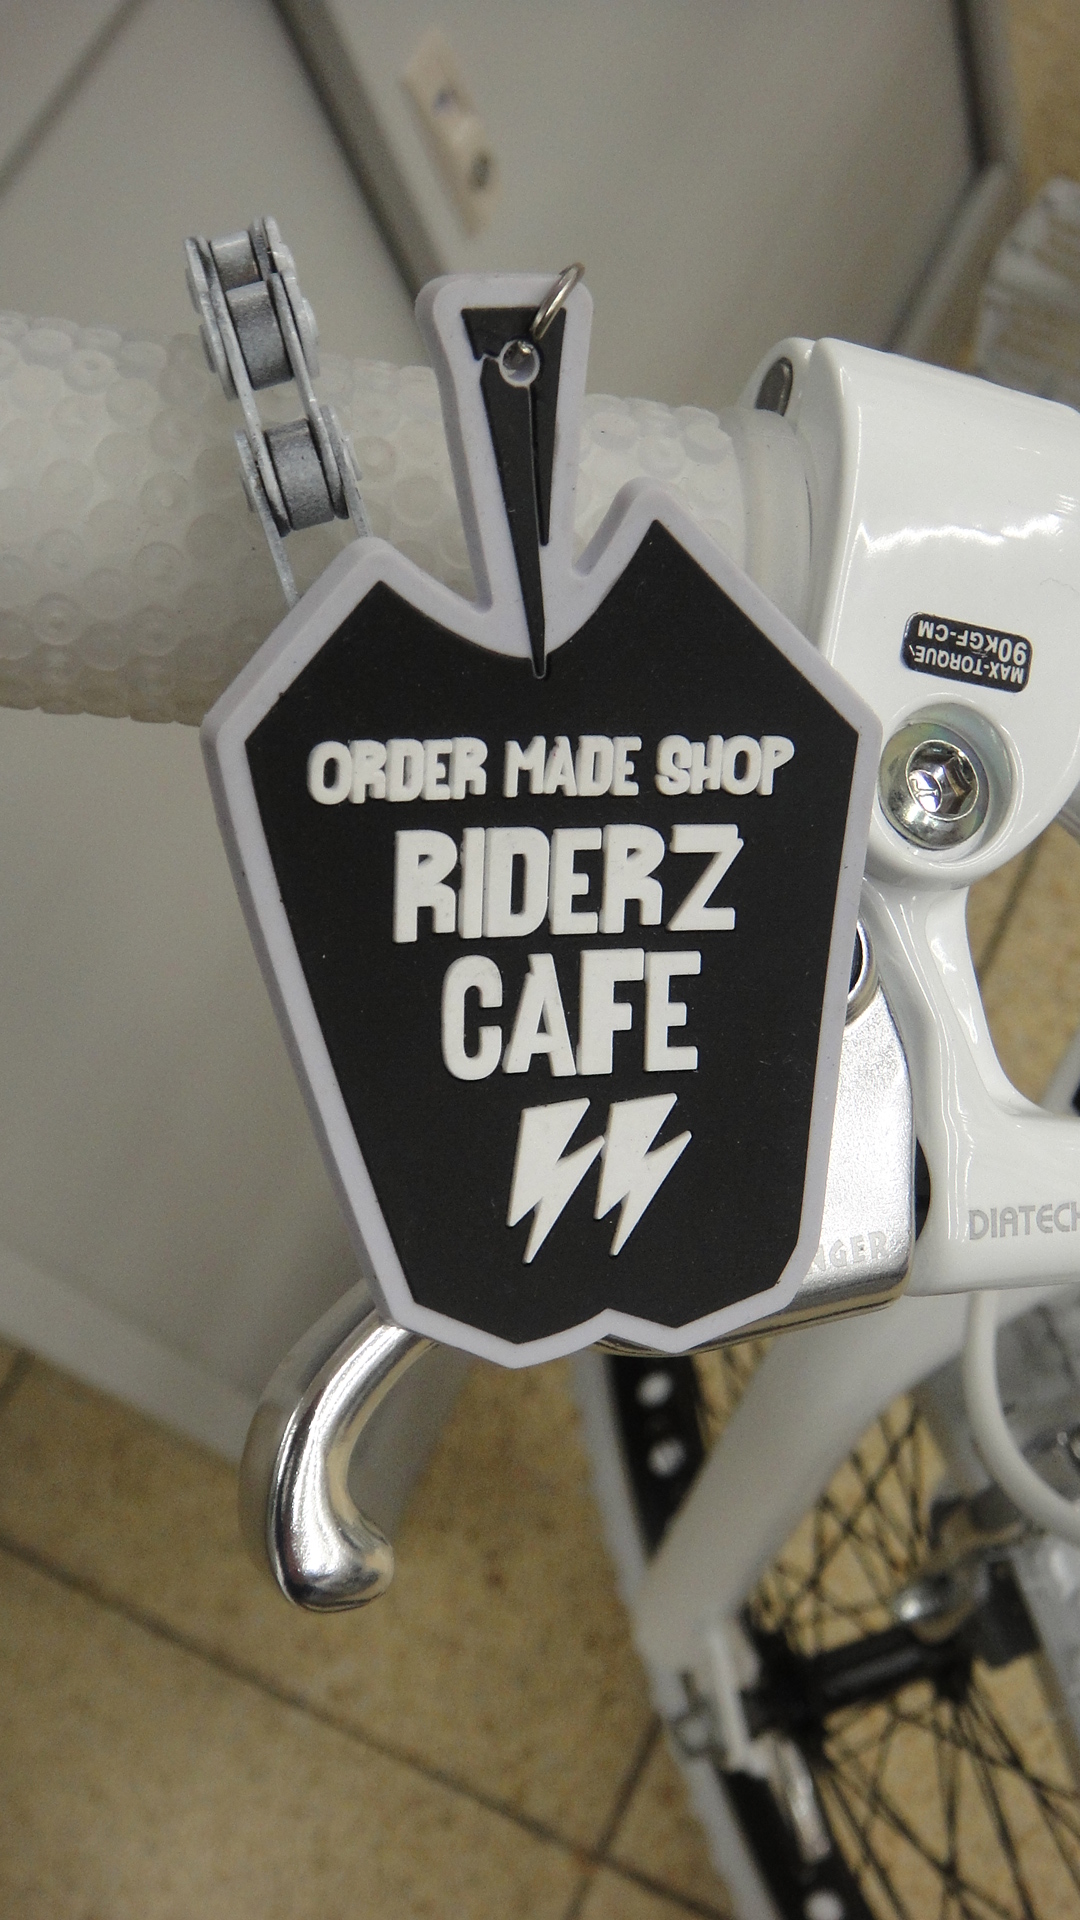 ORDER MADE SHOP
RIDERZ
CAFE
MAX-TORQUE
90KGF-CM
DIATECH